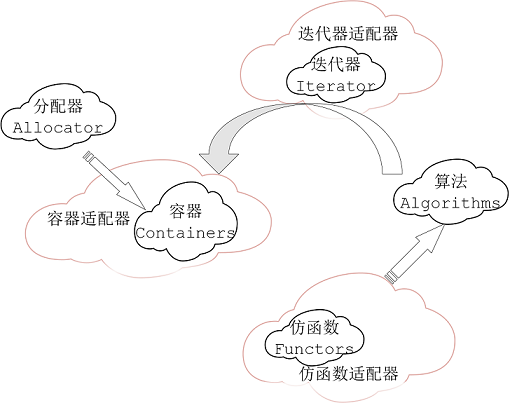 迭代器适配器
迭代器
Iterator
分配器
Allocator
容器适配器
容器
Containers
算法
Algorithms
仿函数
Functors
仿函数适配器